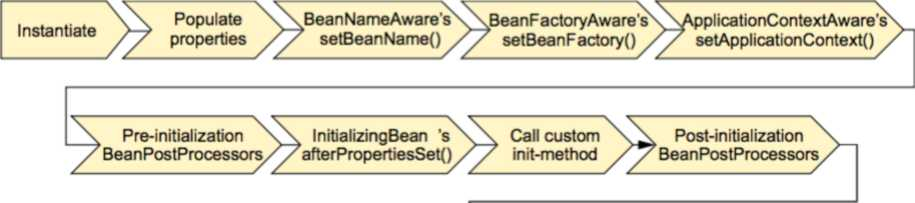 Instantiate
Populate
properties
BeanNameAware's
setBeanName()
BeanFactoryAware's
setBeanFactory()
ApplicationContextAware's
setApplicationContext()
Pre-initialization
BeanPostProcessors
InitializingBean 's
afterPropertiesSet()
Call custom
init-method
Post-initialization
BeanPostProcessors